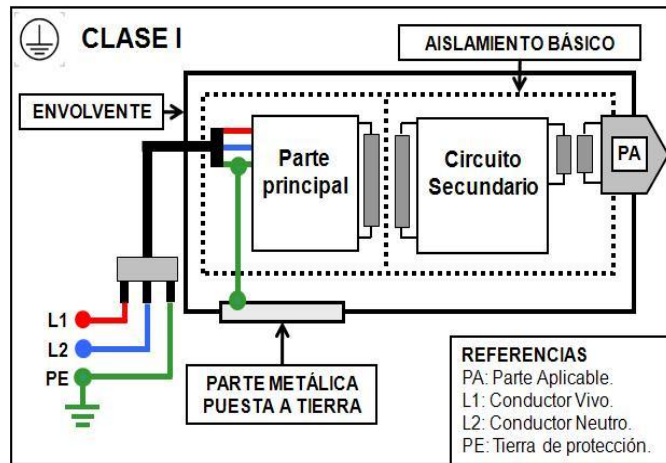 CLASE I
AISLAMIENTO BÁSICO
ENVOLVENTE
Parte
principal
Circuito
Secundario
PA
L1
L2
PE
PARTE METÁLICA
PUESTA A TIERRA
REFERENCIAS
PA: Parte Aplicable.
L1: Conductor Vivo.
L2: Conductor Neutro.
PE: Tierra de protección.